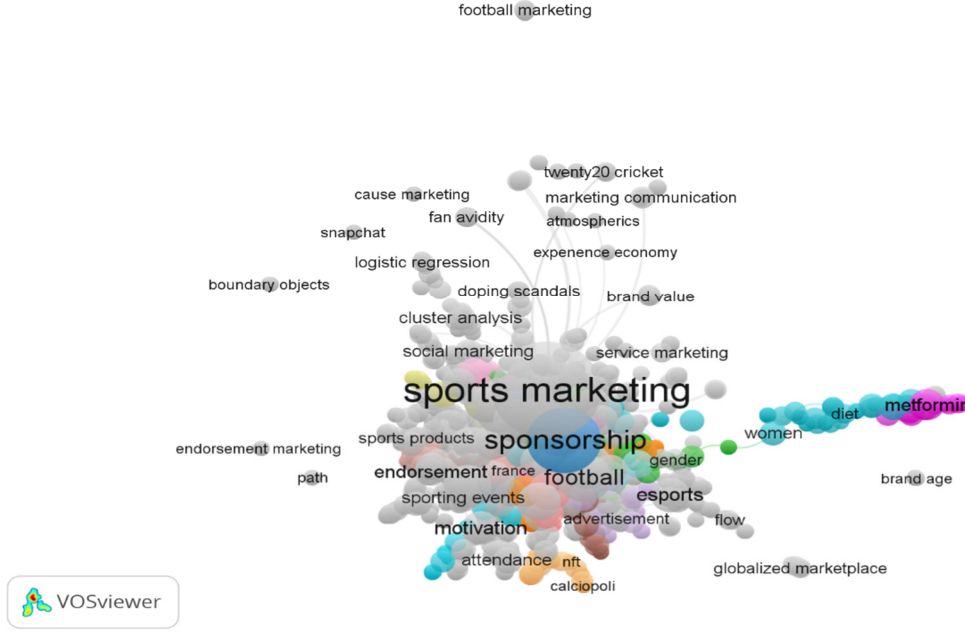 football marketing
twenty20 cricket
cause marketing
marketing communication
fan avidity
atmospherics
snapchat
expenence economy
logistic regression
boundary objects
doping scandals
brand value
cluster analysis
social marketing
service marketing
sports marketing
metformin
diet
women
sports products
sponsorship
endorsement marketing
gender
endorsement
france
football
path
brand age
sporting events
esports
advertisement
flow
motivation
attendance
nft
globalized marketplace
calciopoli
VOSviewer